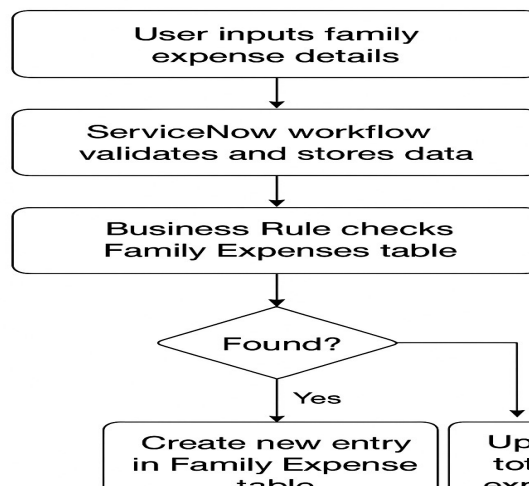 User inputs family
expense details
ServiceNow workflow
validates and stores data
Business Rule checks
Family Expenses table
Found?
Yes
Create new entry
in Family Expense
table